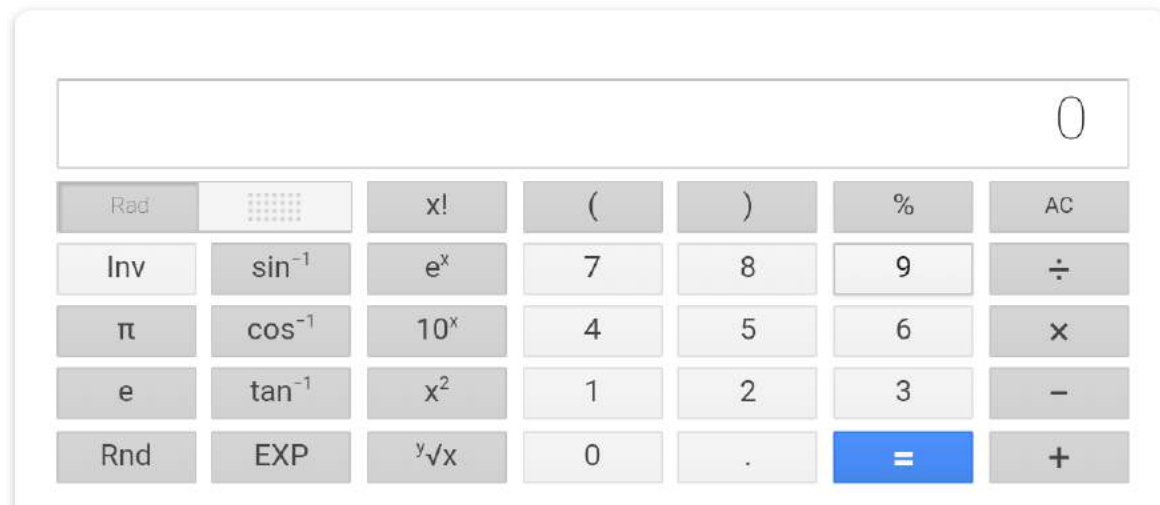 0
Rad x! ( ) % AC
Inv sin⁻¹ eˣ 7 8 9 ÷
π cos⁻¹ 10ˣ 4 5 6 ×
e tan⁻¹ x² 1 2 3 −
Rnd EXP ʸ√x 0 . = +